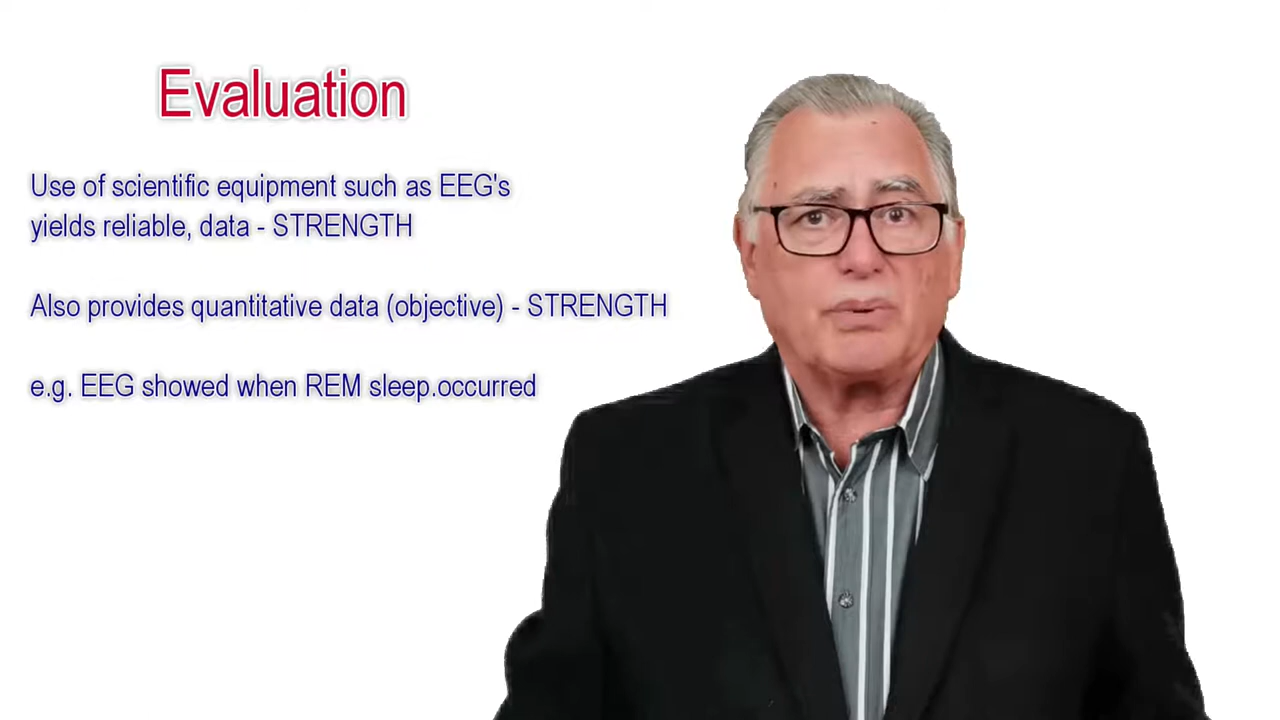 Evaluation
Use of scientific equipment such as EEG's
yields reliable, data - STRENGTH
Also provides quantitative data (objective) - STRENGTH
e.g. EEG showed when REM sleep.occurred